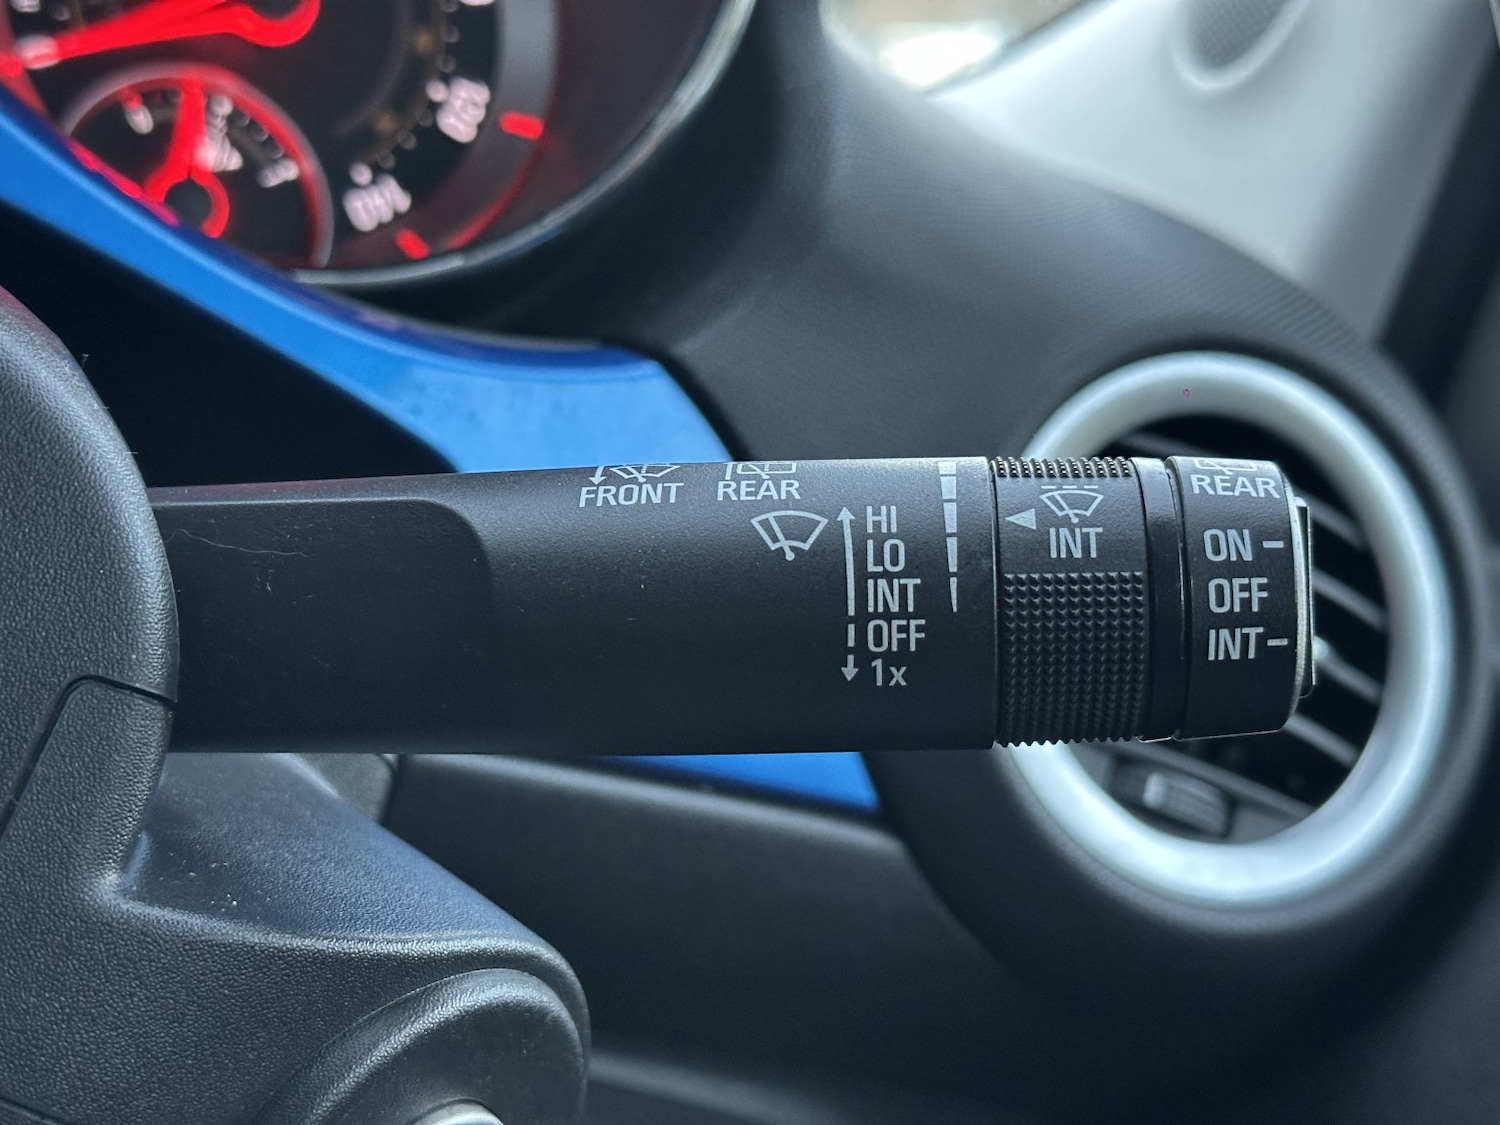 FRONT REAR
HI
LO
INT
OFF
1x
INT
REAR
ON
OFF
INT